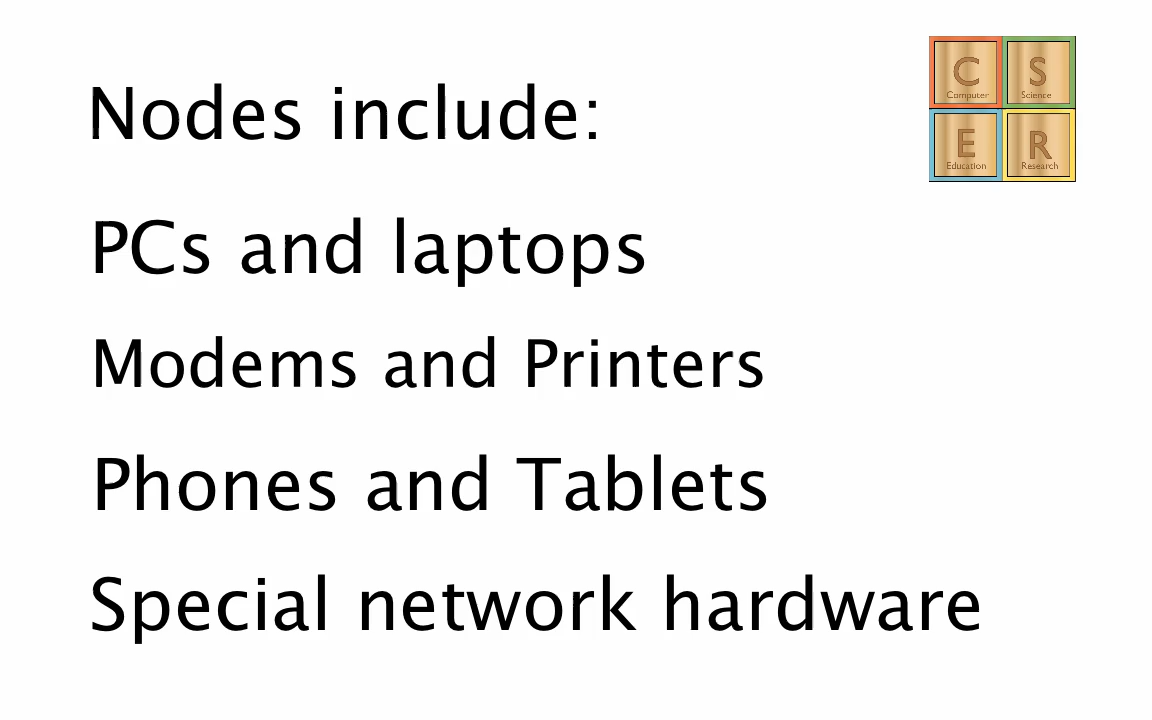 Nodes include:
C
Computer
S
Science
E
Education
R
Research
PCs and laptops
Modems and Printers
Phones and Tablets
Special network hardware